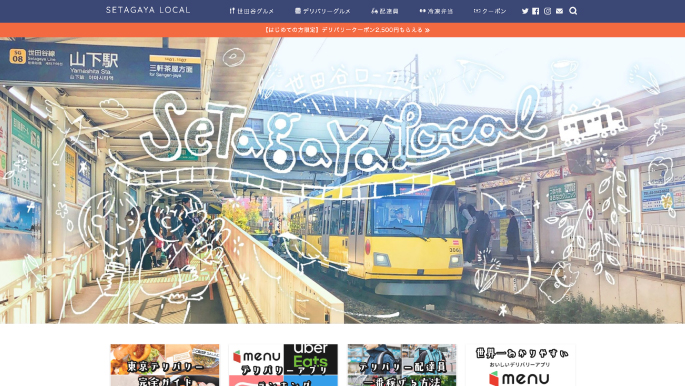 SETAGAYA LOCAL
世田谷グルメ
デリバリーグルメ
配達員
冷凍弁当
クーポン
【はじめての方限定】デリバリークーポン2,500円もらえる
SG
08
世田谷線
Setagaya Line
山下駅
Yamashita Sta.
三軒茶屋方面
for Sangen-jaya
世田谷ローカル
SeTagaYa Local
東京デリバリー
完全ガイド
menu
Uber
Eats
デリバリーアプリ
ランキング
デリバリー配達員
一番稼げる方法
世界一わかりやすい
おいしいデリバリーアプリ
menu